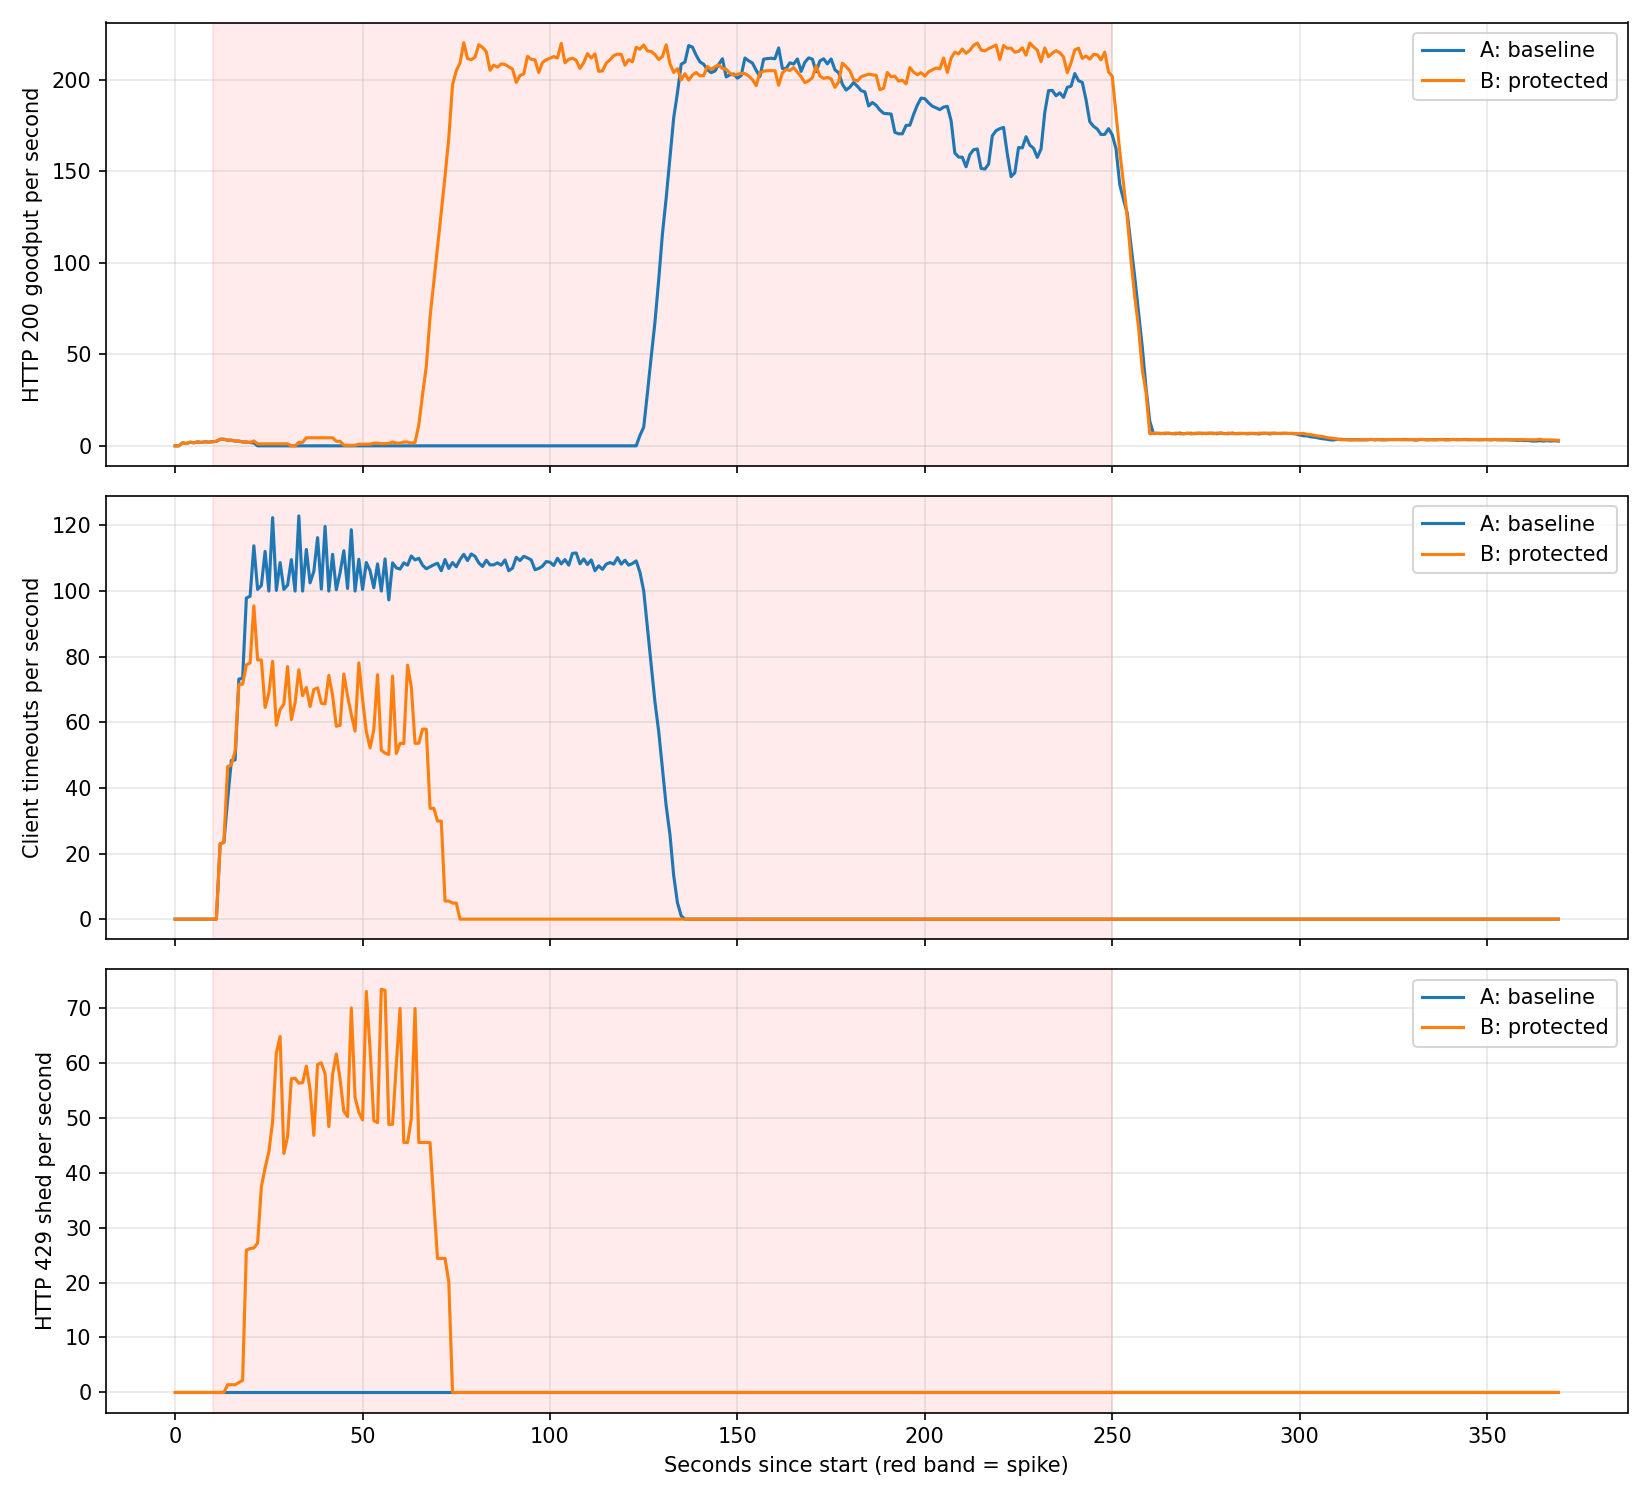 HTTP 200 goodput per second
200
150
100
50
0
A: baseline
B: protected
Client timeouts per second
120
100
80
60
40
20
0
A: baseline
B: protected
HTTP 429 shed per second
70
60
50
40
30
20
10
0
A: baseline
B: protected
0 50 100 150 200 250 300 350
Seconds since start (red band = spike)